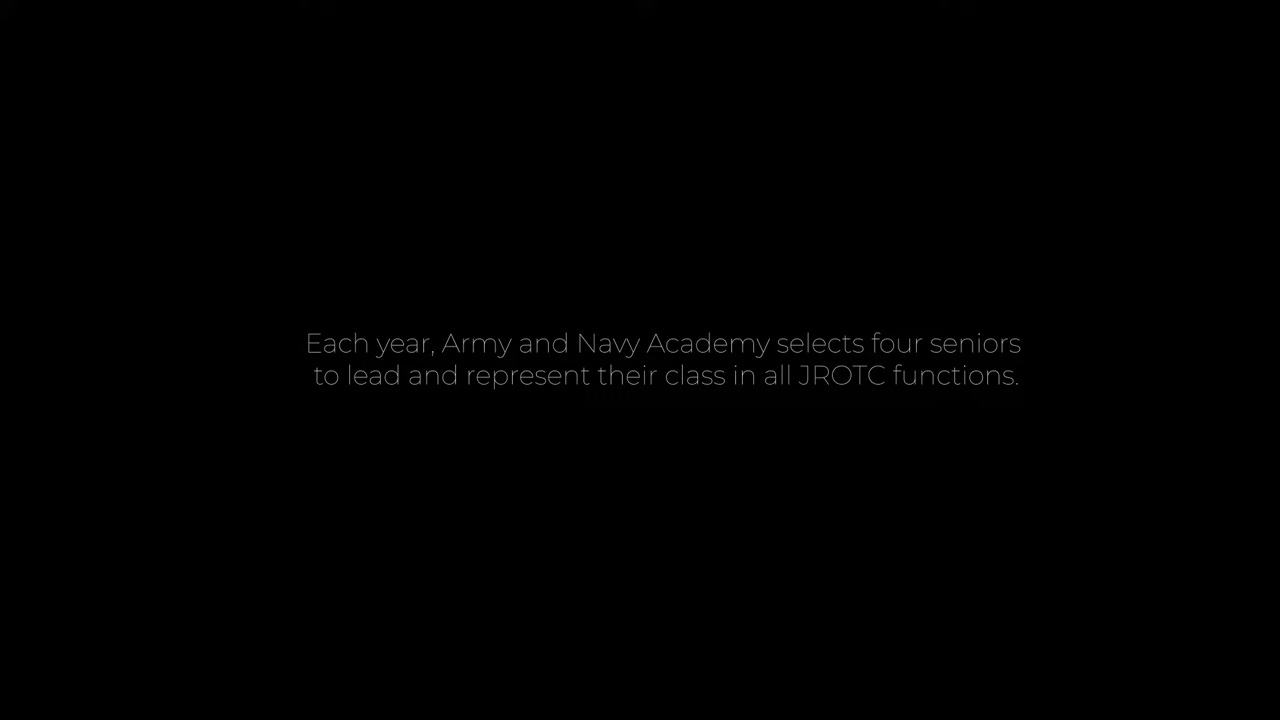 Each year, Army and Navy Academy selects four seniors
to lead and represent their class in all JROTC functions.